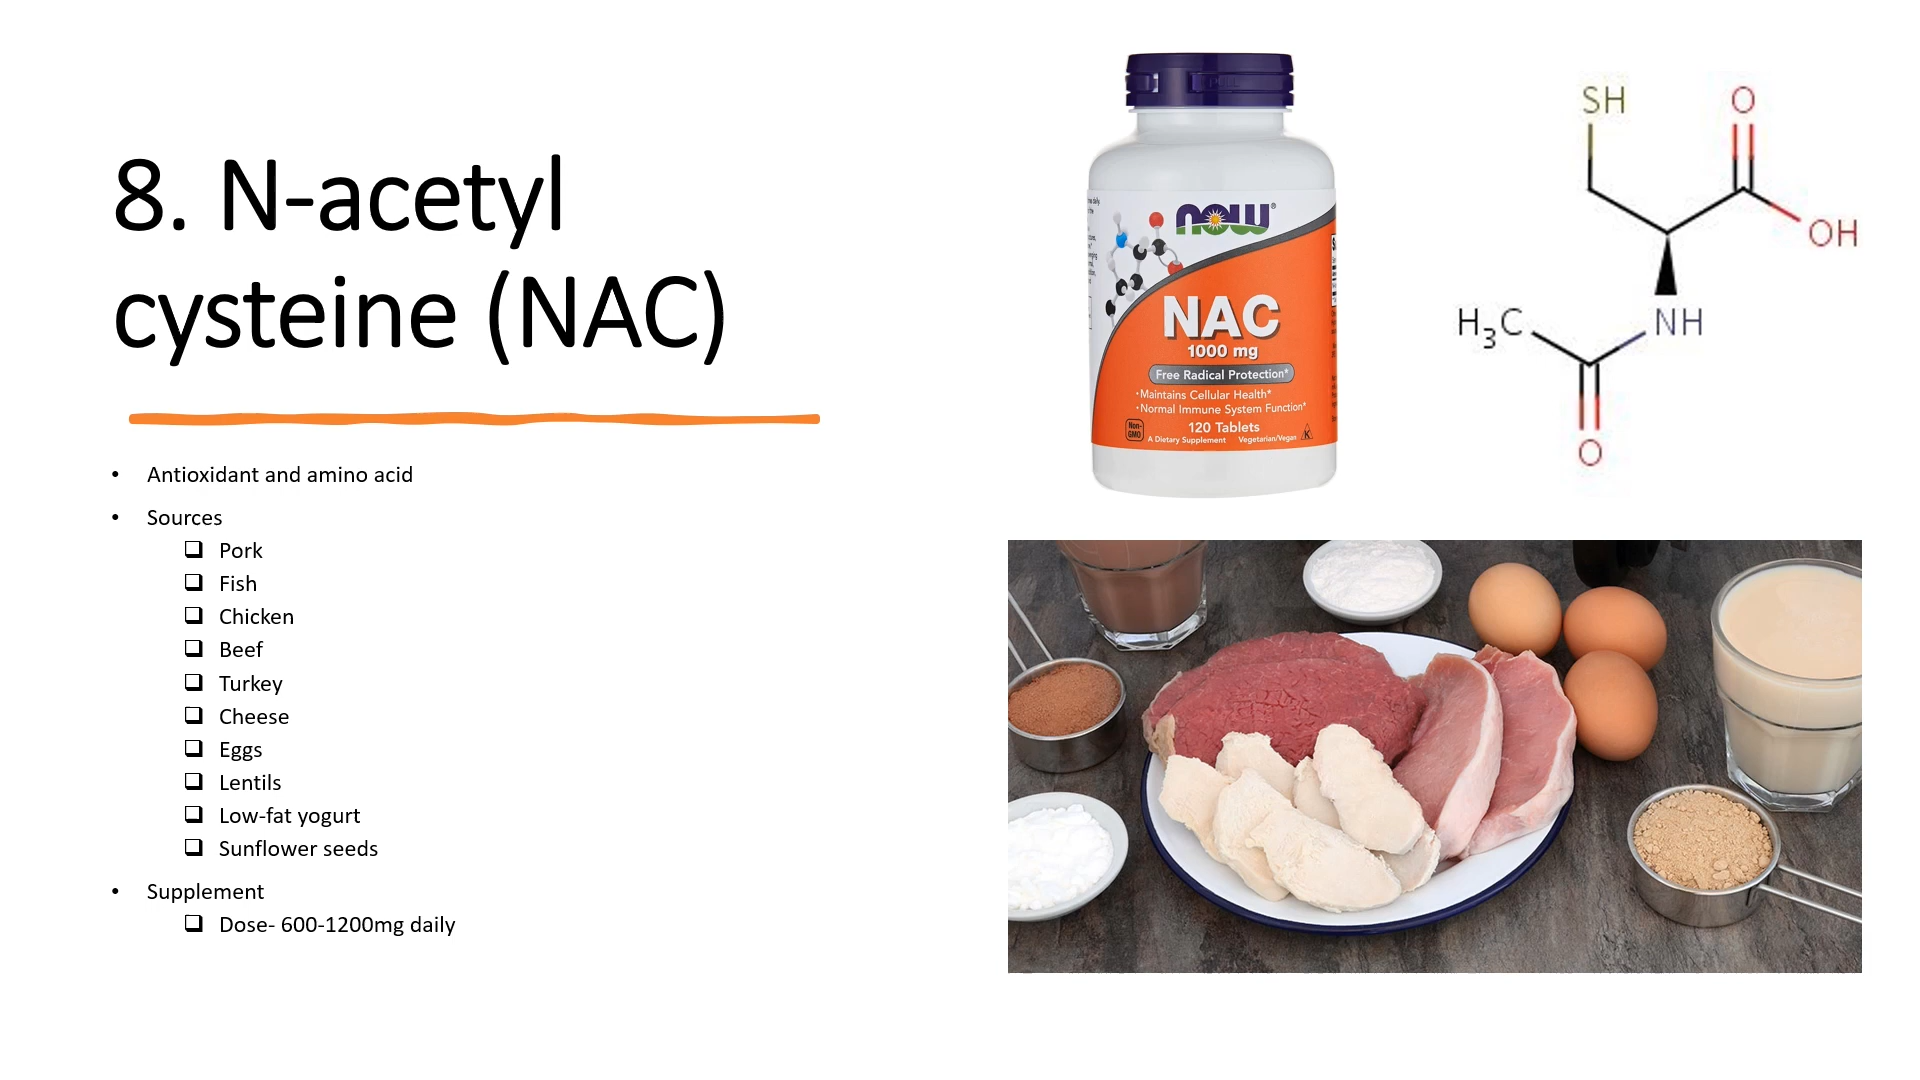 8. N-acetyl
cysteine (NAC)
• Antioxidant and amino acid
• Sources
❑ Pork
❑ Fish
❑ Chicken
❑ Beef
❑ Turkey
❑ Cheese
❑ Eggs
❑ Lentils
❑ Low-fat yogurt
❑ Sunflower seeds
• Supplement
❑ Dose- 600-1200mg daily
now®
NAC
1000 mg
Free Radical Protection*
•Maintains Cellular Health*
•Normal Immune System Function*
Non-
GMO
120 Tablets
A Dietary Supplement Vegetarian/Vegan
K
SH
O
OH
H3C
NH
O